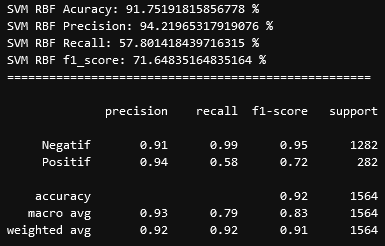 SVM RBF Acuracy: 91.75191815856778 %
SVM RBF Precision: 94.21965317919076 %
SVM RBF Recall: 57.801418439716315 %
SVM RBF f1_score: 71.64835164835164 %
====================================================
precision recall f1-score support
Negatif 0.91 0.99 0.95 1282
Positif 0.94 0.58 0.72 282
accuracy 0.92 1564
macro avg 0.93 0.79 0.83 1564
weighted avg 0.92 0.92 0.91 1564